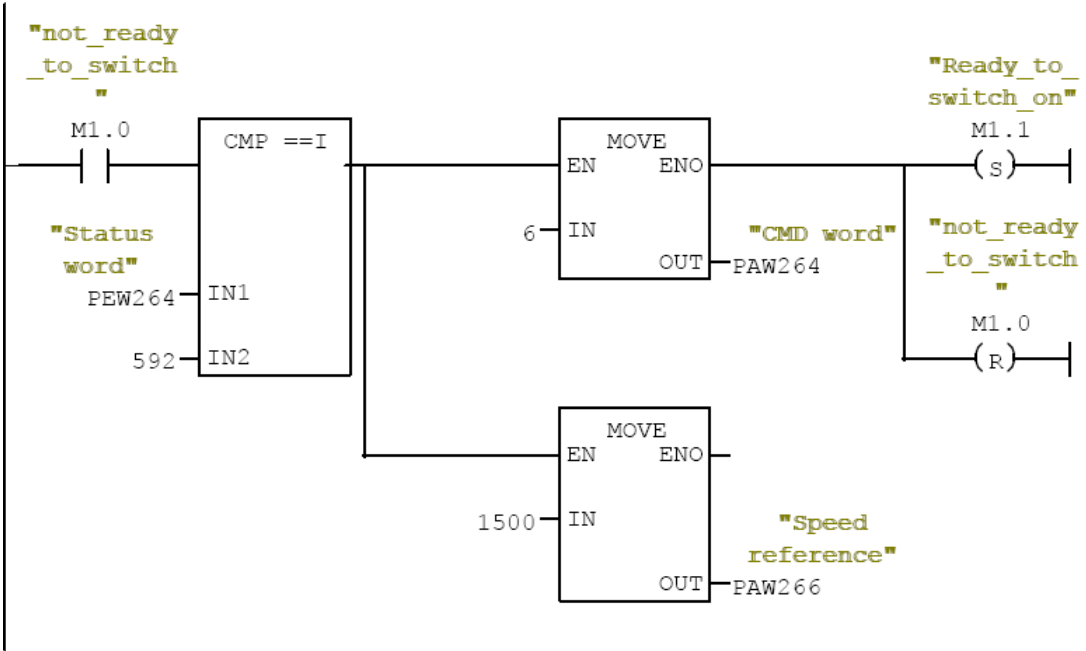 "not_ready
_to_switch
"
M1.0
CMP ==I
"Status
word"
PEW264
IN1
592
IN2
MOVE
EN
ENO
6
IN
"CMD word"
OUT
PAW264
"Ready_to_
switch_on"
M1.1
S
"not_ready
_to_switch
"
M1.0
R
MOVE
EN
ENO
1500
IN
"Speed
reference"
OUT
PAW266